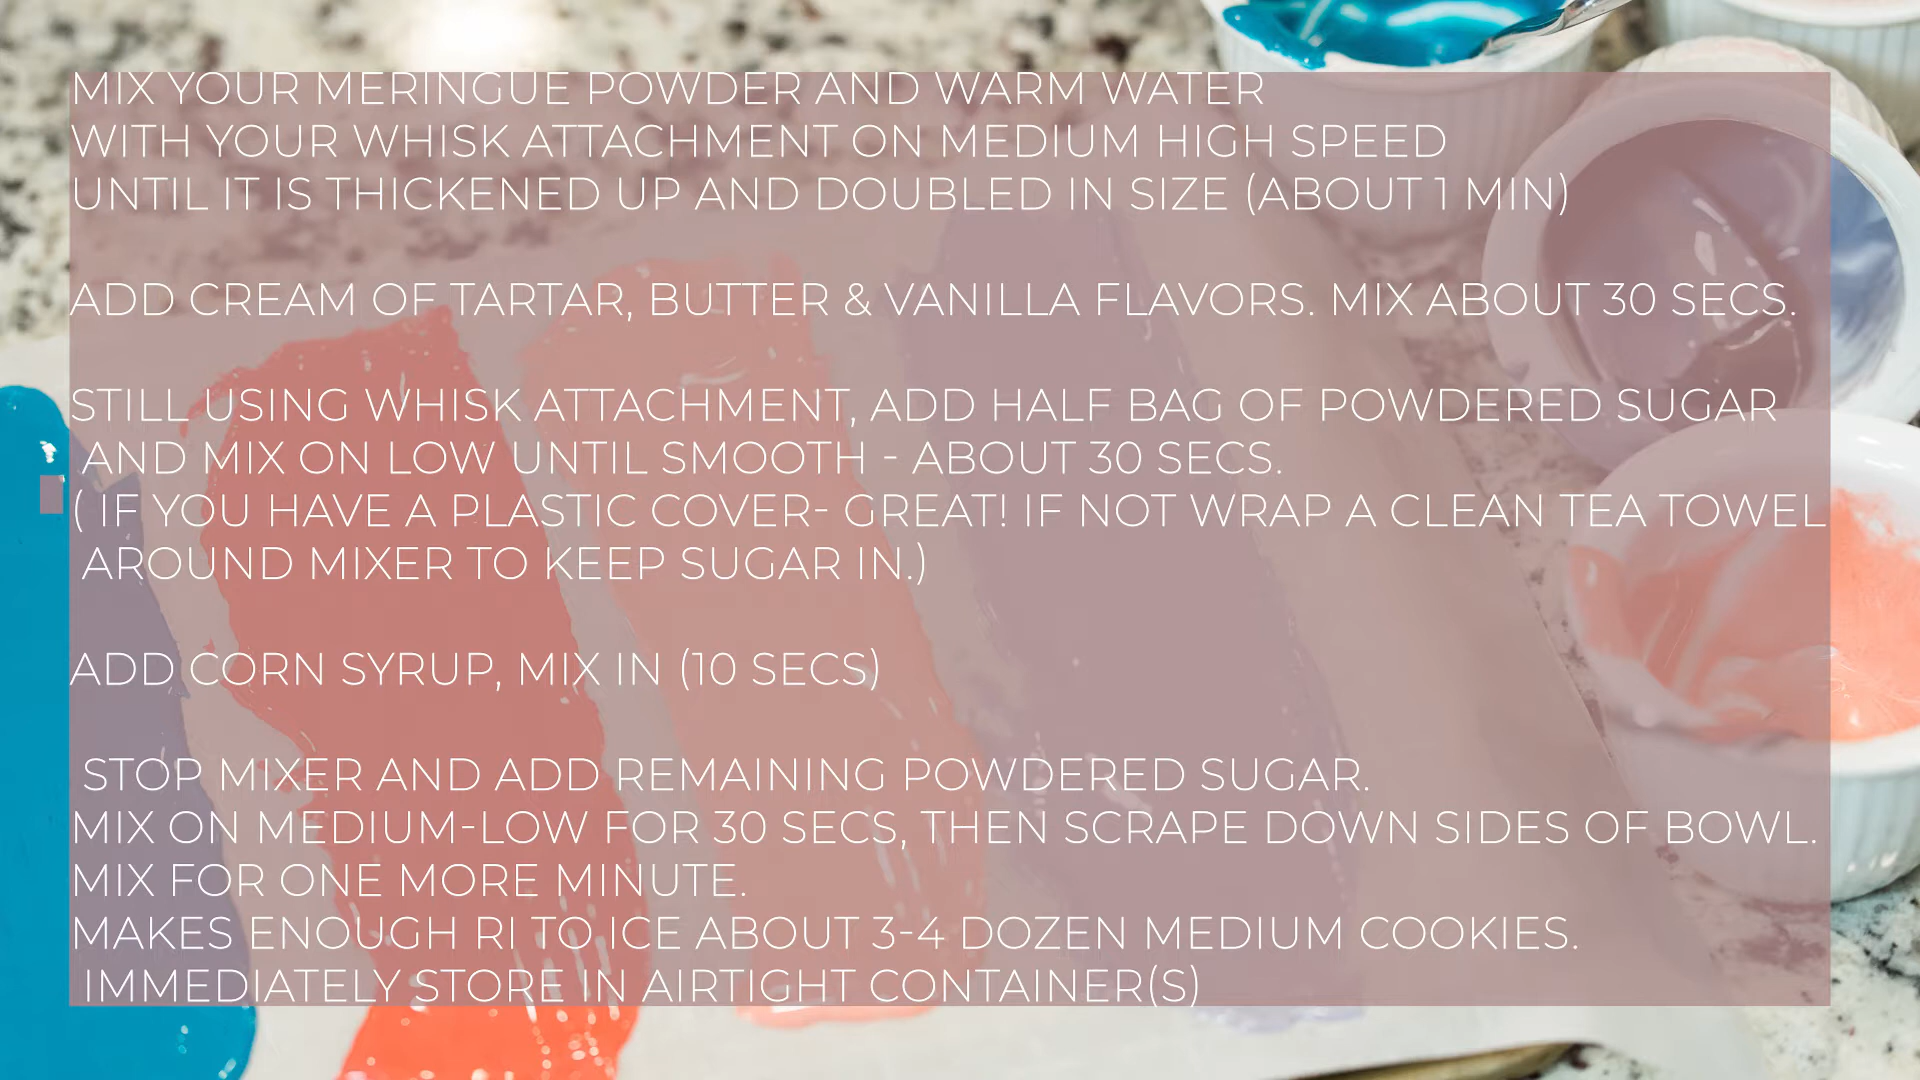 MIX YOUR MERINGUE POWDER AND WARM WATER
WITH YOUR WHISK ATTACHMENT ON MEDIUM HIGH SPEED
UNTIL IT IS THICKENED UP AND DOUBLED IN SIZE (ABOUT 1 MIN)
ADD CREAM OF TARTAR, BUTTER & VANILLA FLAVORS. MIX ABOUT 30 SECS.
STILL USING WHISK ATTACHMENT, ADD HALF BAG OF POWDERED SUGAR
AND MIX ON LOW UNTIL SMOOTH - ABOUT 30 SECS.
( IF YOU HAVE A PLASTIC COVER- GREAT! IF NOT WRAP A CLEAN TEA TOWEL
AROUND MIXER TO KEEP SUGAR IN.)
ADD CORN SYRUP, MIX IN (10 SECS)
STOP MIXER AND ADD REMAINING POWDERED SUGAR.
MIX ON MEDIUM-LOW FOR 30 SECS, THEN SCRAPE DOWN SIDES OF BOWL.
MIX FOR ONE MORE MINUTE.
MAKES ENOUGH RI TO ICE ABOUT 3-4 DOZEN MEDIUM COOKIES.
IMMEDIATELY STORE IN AIRTIGHT CONTAINER(S)